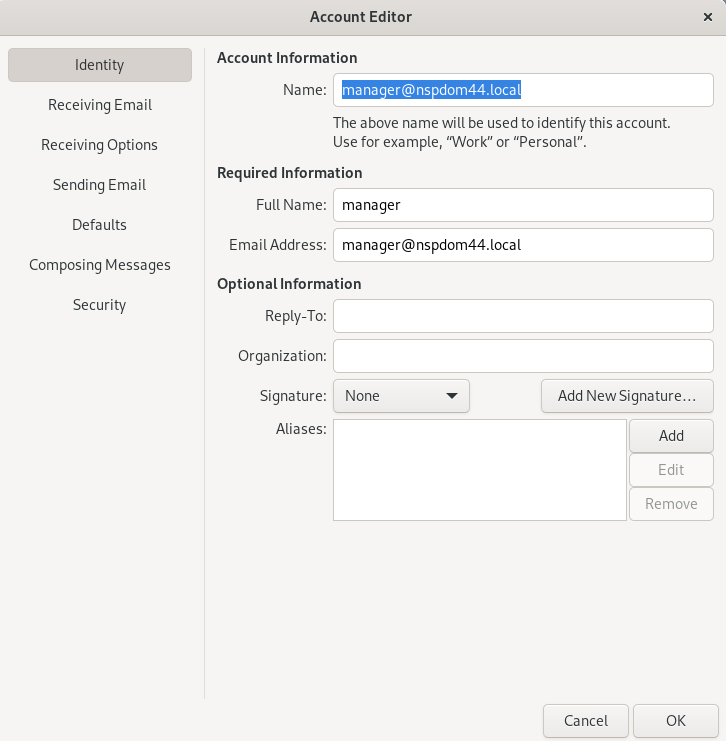 Account Editor
Identity
Receiving Email
Receiving Options
Sending Email
Defaults
Composing Messages
Security
Account Information
Name: manager@nspdom44.local
The above name will be used to identify this account.
Use for example, “Work” or “Personal”.
Required Information
Full Name: manager
Email Address: manager@nspdom44.local
Optional Information
Reply-To:
Organization:
Signature: None Add New Signature…
Aliases:
Add
Edit
Remove
Cancel OK